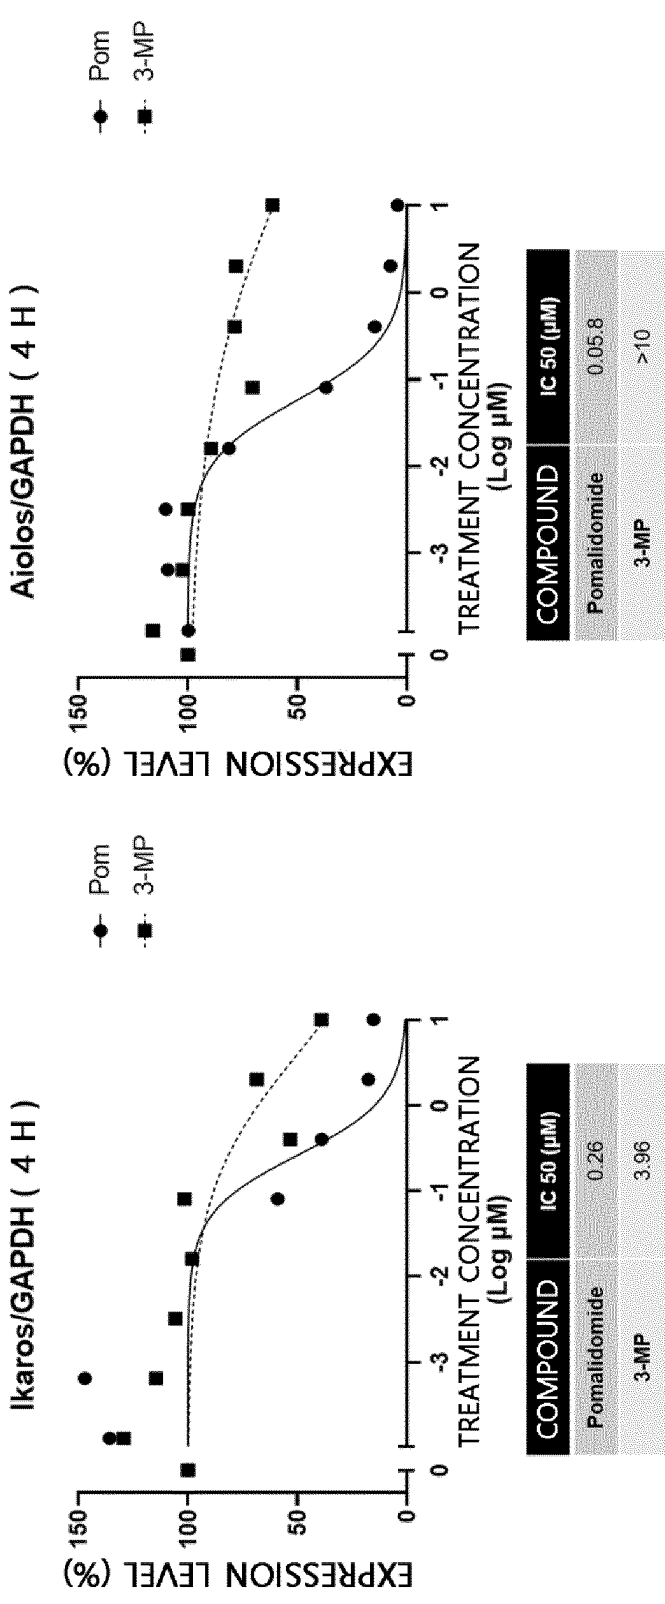 Ikaros/GAPDH ( 4 H )
Pom
3-MP
EXPRESSION LEVEL (%)
150
100
50
0
0 -3 -2 -1 0 1
TREATMENT CONCENTRATION
(Log µM)
COMPOUND IC 50 (µM)
Pomalidomide 0.26
3-MP 3.96
Aiolos/GAPDH ( 4 H )
Pom
3-MP
EXPRESSION LEVEL (%)
150
100
50
0
0 -3 -2 -1 0 1
TREATMENT CONCENTRATION
(Log µM)
COMPOUND IC 50 (µM)
Pomalidomide 0.05.8
3-MP >10